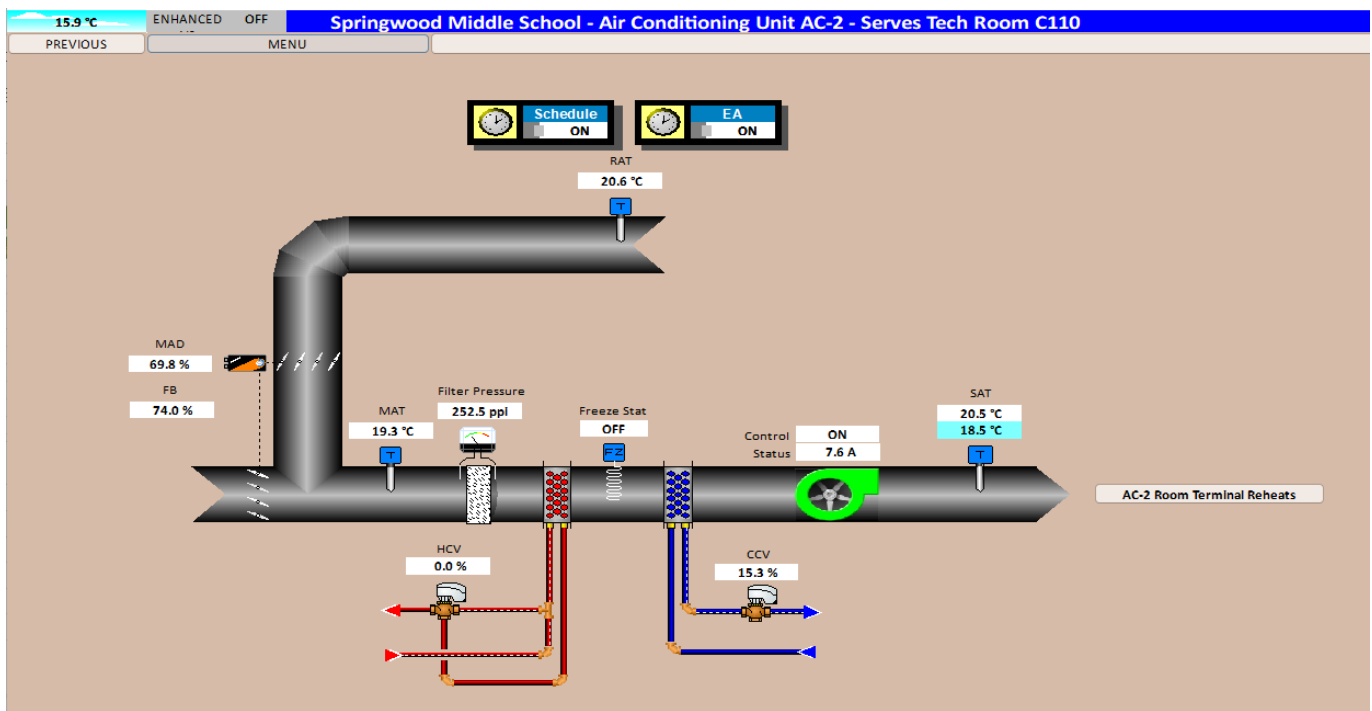 15.9 °C
ENHANCED OFF
Springwood Middle School - Air Conditioning Unit AC-2 - Serves Tech Room C110
PREVIOUS
MENU
Schedule
ON
EA
ON
RAT
20.6 °C
T
MAD
69.8 %
FB
74.0 %
MAT
19.3 °C
T
Filter Pressure
252.5 ppl
Freeze Stat
OFF
FZ
Control ON
Status 7.6 A
SAT
20.5 °C
18.5 °C
T
AC-2 Room Terminal Reheats
HCV
0.0 %
CCV
15.3 %